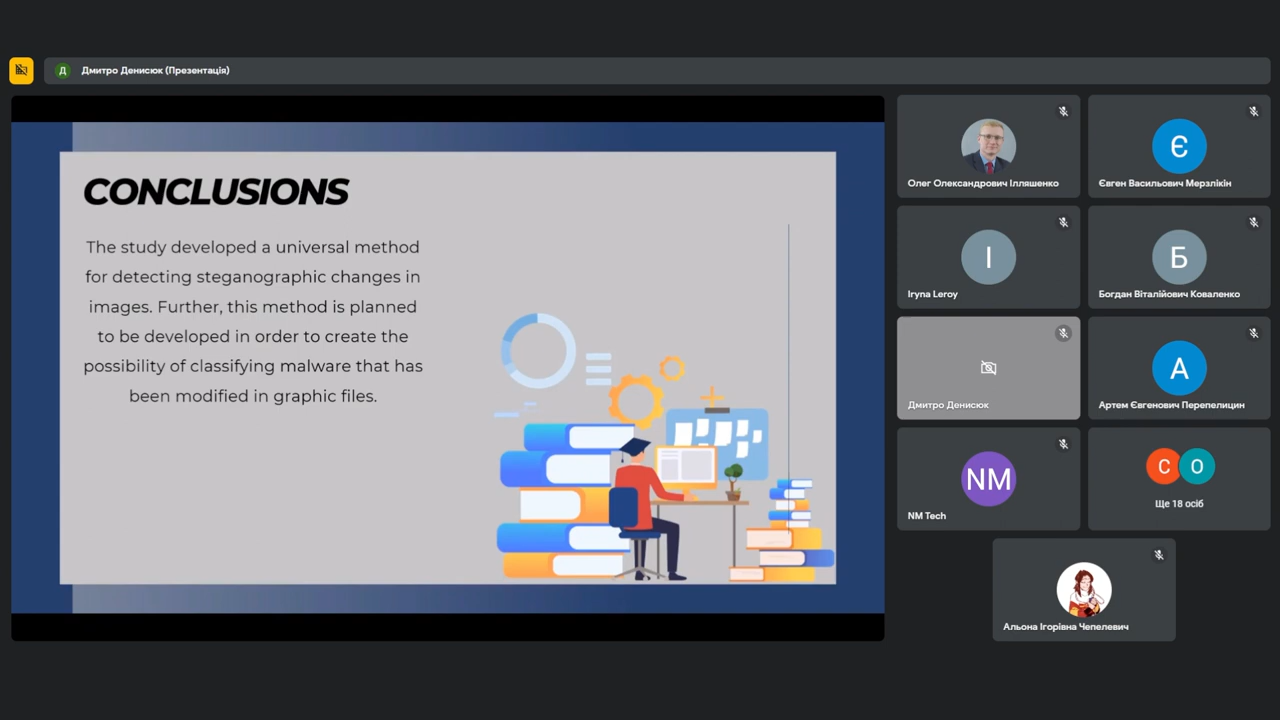 Д
Дмитро Денисюк (Презентація)
CONCLUSIONS
The study developed a universal method
for detecting steganographic changes in
images. Further, this method is planned
to be developed in order to create the
possibility of classifying malware that has
been modified in graphic files.
Олег Олександрович Ілляшенко
Є
Євген Васильович Мерзлікін
I
Iryna Leroy
Б
Богдан Віталійович Коваленко
Дмитро Денисюк
А
Артем Євгенович Перепелицин
NM
NM Tech
С О
Ще 18 осіб
Альона Ігорівна Чепелевич